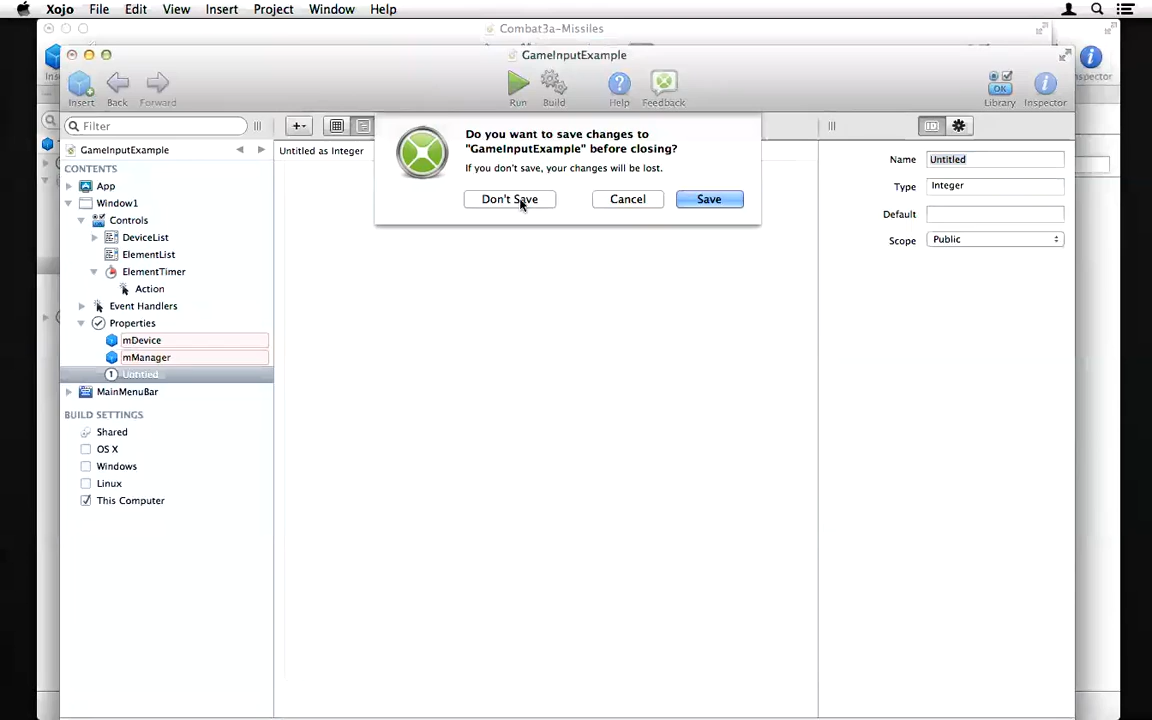 Xojo File Edit View Insert Project Window Help
Combat3a-Missiles
GameInputExample
Insert Back Forward Run Build Help Feedback OK Library Inspector
Filter
GameInputExample
CONTENTS
App
Window1
Controls
DeviceList
ElementList
ElementTimer
Action
Event Handlers
Properties
mDevice
mManager
1 Untitled
MainMenuBar
BUILD SETTINGS
Shared
OS X
Windows
Linux
This Computer
Untitled as Integer
Do you want to save changes to
"GameInputExample" before closing?
If you don't save, your changes will be lost.
Don't Save Cancel Save
ID
Name Untitled
Type Integer
Default
Scope Public